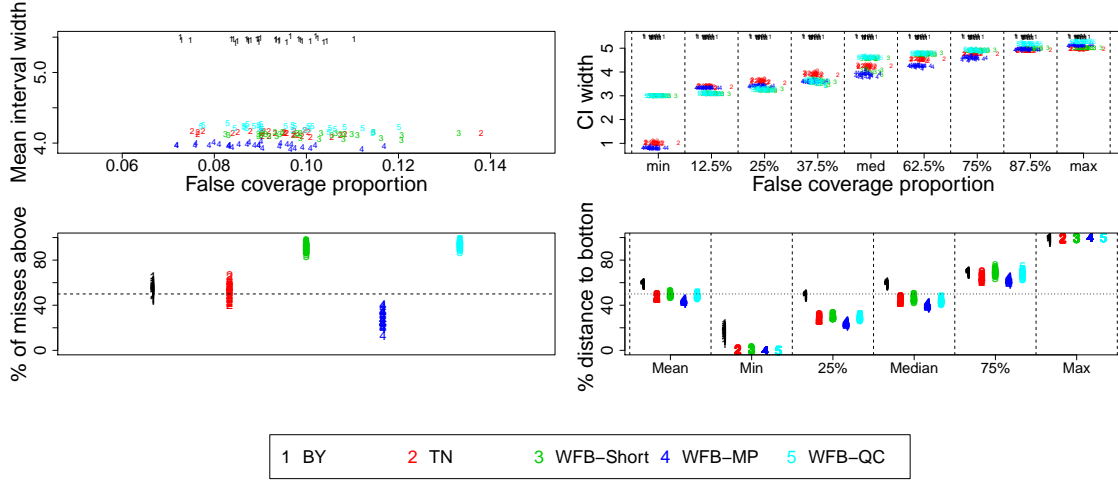 Mean interval width
5.0
4.0
0.06
0.08
0.10
0.12
0.14
False coverage proportion
CI width
5
4
3
2
1
min
12.5%
25%
37.5%
med
62.5%
75%
87.5%
max
False coverage proportion
% of misses above
80
40
0
% distance to botton
80
40
0
Mean
Min
25%
Median
75%
Max
1 BY 2 TN 3 WFB−Short 4 WFB−MP 5 WFB−QC